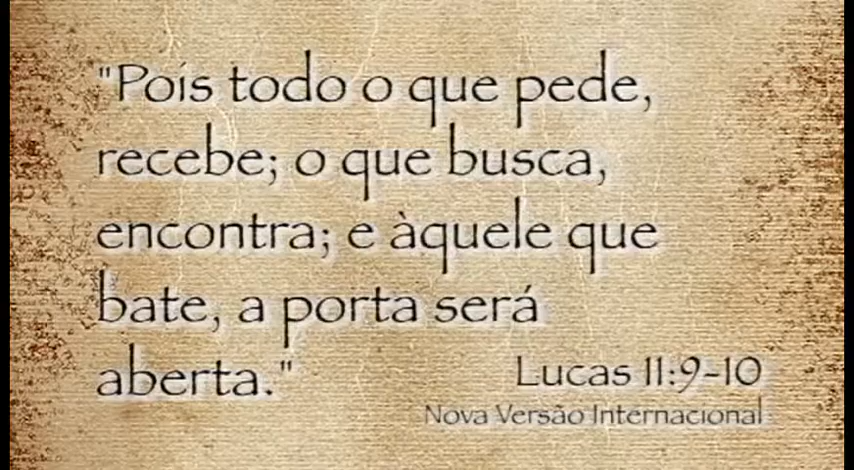 "Pois todo o que pede,
recebe; o que busca,
encontra; e àquele que
bate, a porta será
aberta."
Lucas 11:9-10
Nova Versão Internacional